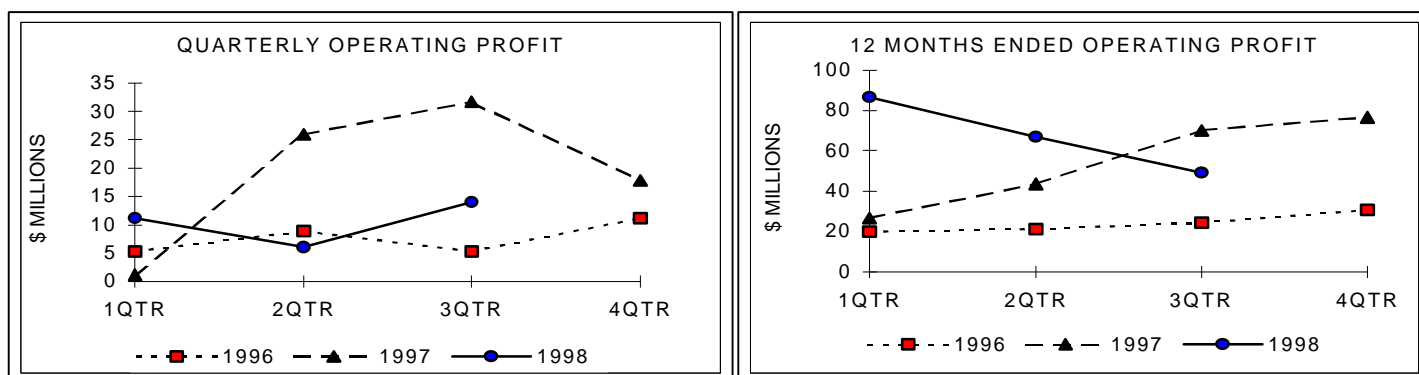 QUARTERLY OPERATING PROFIT
$ MILLIONS
35
30
25
20
15
10
5
0
1QTR 2QTR 3QTR 4QTR
1996 1997 1998
12 MONTHS ENDED OPERATING PROFIT
$ MILLIONS
100
80
60
40
20
0
1QTR 2QTR 3QTR 4QTR
1996 1997 1998